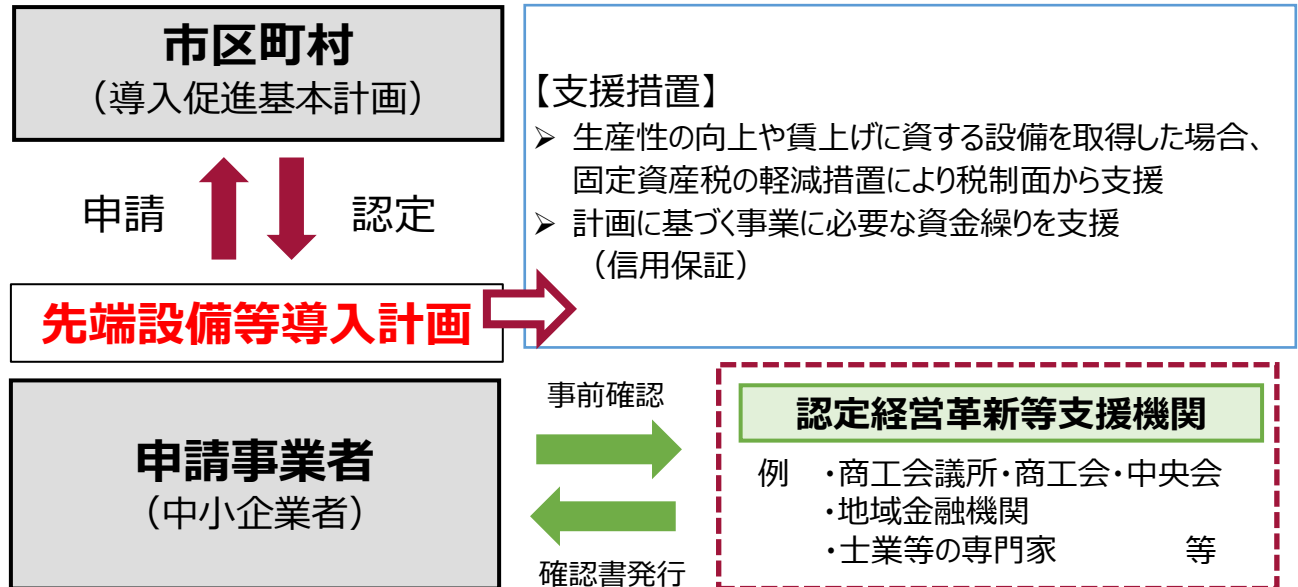 市区町村
（導入促進基本計画）
申請
認定
先端設備等導入計画
【支援措置】
➢ 生産性の向上や賃上げに資する設備を取得した場合、
固定資産税の軽減措置により税制面から支援
➢ 計画に基づく事業に必要な資金繰りを支援
（信用保証）
申請事業者
（中小企業者）
事前確認
確認書発行
認定経営革新等支援機関
例 ・商工会議所・商工会・中央会
・地域金融機関
・士業等の専門家 等